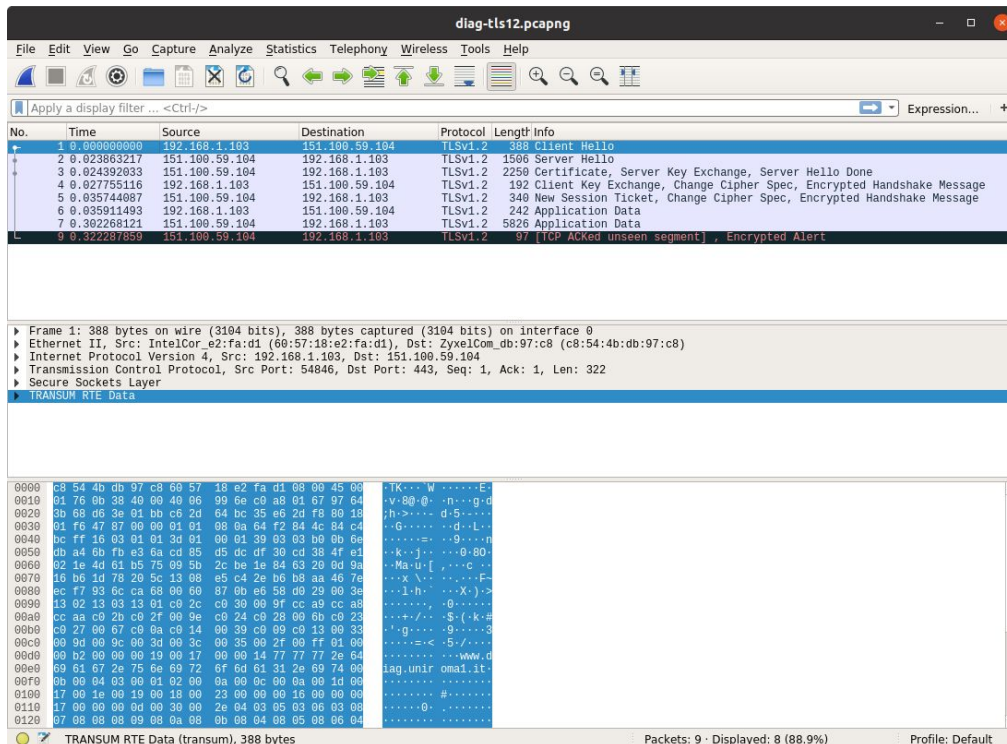 diag-tls12.pcapng
File Edit View Go Capture Analyze Statistics Telephony Wireless Tools Help
Apply a display filter ... <Ctrl-/> Expression... +
No. Time Source Destination Protocol Length Info
1 0.000000000 192.168.1.103 151.100.59.104 TLSv1.2 388 Client Hello
2 0.023863217 151.100.59.104 192.168.1.103 TLSv1.2 1506 Server Hello
3 0.024392033 151.100.59.104 192.168.1.103 TLSv1.2 2250 Certificate, Server Key Exchange, Server Hello Done
4 0.027755116 192.168.1.103 151.100.59.104 TLSv1.2 192 Client Key Exchange, Change Cipher Spec, Encrypted Handshake Message
5 0.035744087 151.100.59.104 192.168.1.103 TLSv1.2 340 New Session Ticket, Change Cipher Spec, Encrypted Handshake Message
6 0.035911493 192.168.1.103 151.100.59.104 TLSv1.2 242 Application Data
7 0.302268121 151.100.59.104 192.168.1.103 TLSv1.2 5826 Application Data
9 0.322287859 151.100.59.104 192.168.1.103 TLSv1.2 97 [TCP ACKed unseen segment] , Encrypted Alert
Frame 1: 388 bytes on wire (3104 bits), 388 bytes captured (3104 bits) on interface 0
Ethernet II, Src: IntelCor_e2:fa:d1 (60:57:18:e2:fa:d1), Dst: ZyxelCom_db:97:c8 (c8:54:4b:db:97:c8)
Internet Protocol Version 4, Src: 192.168.1.103, Dst: 151.100.59.104
Transmission Control Protocol, Src Port: 54846, Dst Port: 443, Seq: 1, Ack: 1, Len: 322
Secure Sockets Layer
TRANSUM RTE Data
0000 c8 54 4b db 97 c8 60 57 18 e2 fa d1 08 00 45 00 ·TK···`W ······E·
0010 01 76 0b 38 40 00 40 06 99 6e c0 a8 01 67 97 64 ·v·8@·@· ·n···g·d
0020 3b 68 d6 3e 01 bb c6 2d 64 bc 35 e6 2d f8 80 18 ;h·>···- d·5·-···
0030 01 f6 47 87 00 00 01 01 08 0a 64 f2 84 4c 84 c4 ··G····· ··d··L··
0040 bc ff 16 03 01 01 3d 01 00 01 39 03 03 b0 0b 6e ······=· ··9····n
0050 db a4 6b fb e3 6a cd 85 d5 dc df 30 cd 38 4f e1 ··k··j·· ···0·8O·
0060 02 1e 4d 61 b5 75 09 5b 2c be 1e 84 63 20 0d 9a ··Ma·u·[ ,···c ··
0070 16 b6 1d 78 20 5c 13 08 e5 c4 2e b6 b8 aa 46 7e ···x \·· ··.···F~
0080 ec f7 93 6c ca 68 00 60 87 0b e6 58 d0 29 00 3e ···l·h·` ···X·)·>
0090 13 02 13 03 13 01 c0 2c c0 30 00 9f cc a9 cc a8 ·······, ·0······
00a0 cc aa c0 2b c0 2f 00 9e c0 24 c0 28 00 6b c0 23 ···+·/·· ·$·(·k·#
00b0 c0 27 00 67 c0 0a c0 14 00 39 c0 09 c0 13 00 33 ·'·g···· ·9·····3
00c0 00 9d 00 9c 00 3d 00 3c 00 35 00 2f 00 ff 01 00 ·····=·< ·5·/····
00d0 00 b2 00 00 00 19 00 17 00 00 14 77 77 77 2e 64 ········ ···www.d
00e0 69 61 67 2e 75 6e 69 72 6f 6d 61 31 2e 69 74 00 iag.unir oma1.it·
00f0 0b 00 04 03 00 01 02 00 0a 00 0c 00 0a 00 1d 00 ········ ········
0100 17 00 1e 00 19 00 18 00 23 00 00 00 16 00 00 00 ········ #·······
0110 17 00 00 00 0d 00 30 00 2e 04 03 05 03 06 03 08 ······0· .·······
0120 07 08 08 08 09 08 0a 08 0b 08 04 08 05 08 06 04 ········ ········
TRANSUM RTE Data (transum), 388 bytes Packets: 9 · Displayed: 8 (88.9%) Profile: Default